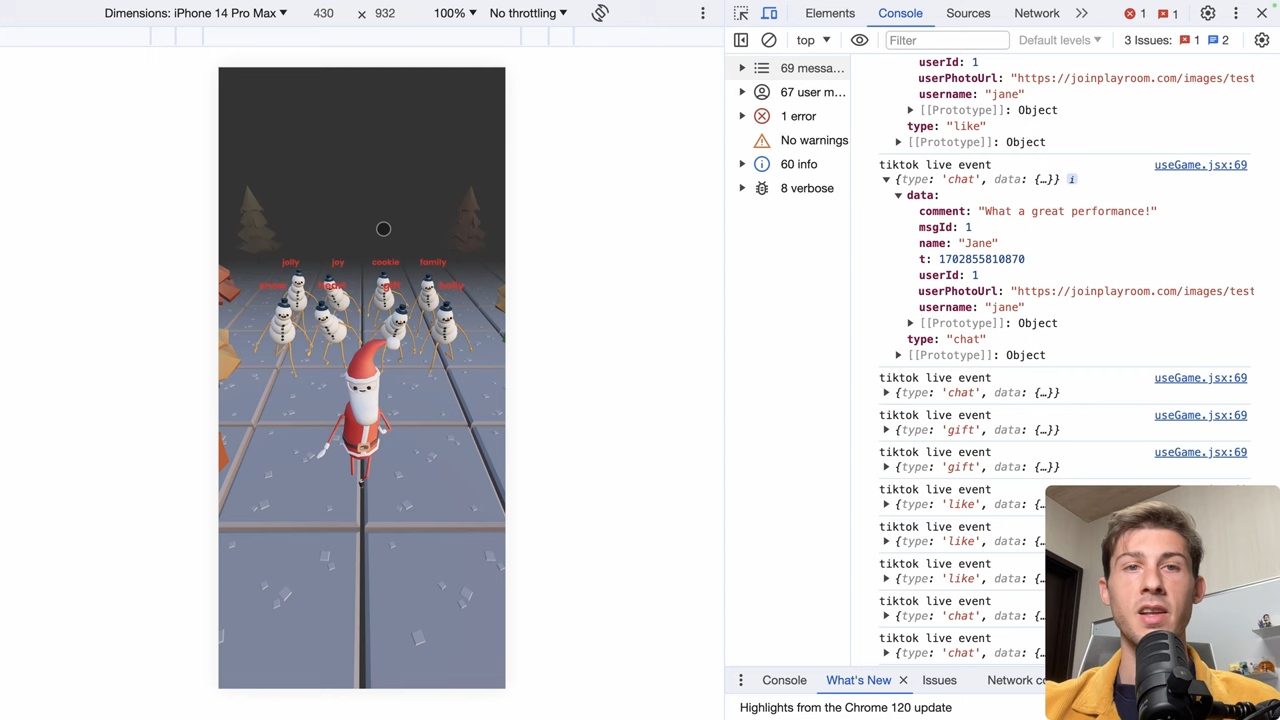 Dimensions: iPhone 14 Pro Max ▼ 430 × 932 100% ▼ No throttling ▼
Elements Console Sources Network 1 1
top ▼ Filter Default levels ▼ 3 Issues: 1 2
69 messa…
67 user m…
1 error
No warnings
60 info
8 verbose
userId: 1
userPhotoUrl: "https://joinplayroom.com/images/test
username: "jane"
[[Prototype]]: Object
type: "like"
[[Prototype]]: Object
tiktok live event useGame.jsx:69
{type: 'chat', data: {…}} i
data:
comment: "What a great performance!"
msgId: 1
name: "Jane"
t: 1702855810870
userId: 1
userPhotoUrl: "https://joinplayroom.com/images/test
username: "jane"
[[Prototype]]: Object
type: "chat"
[[Prototype]]: Object
tiktok live event useGame.jsx:69
{type: 'chat', data: {…}}
tiktok live event useGame.jsx:69
{type: 'gift', data: {…}}
tiktok live event useGame.jsx:69
{type: 'gift', data: {…}}
tiktok live event
{type: 'like', data: {…
tiktok live event
{type: 'like', data: {…
tiktok live event
{type: 'like', data: {…
tiktok live event
{type: 'chat', data: {…
tiktok live event
{type: 'chat', data: {…
jolly joy cookie family
gift
Console What's New Issues Network co
Highlights from the Chrome 120 update